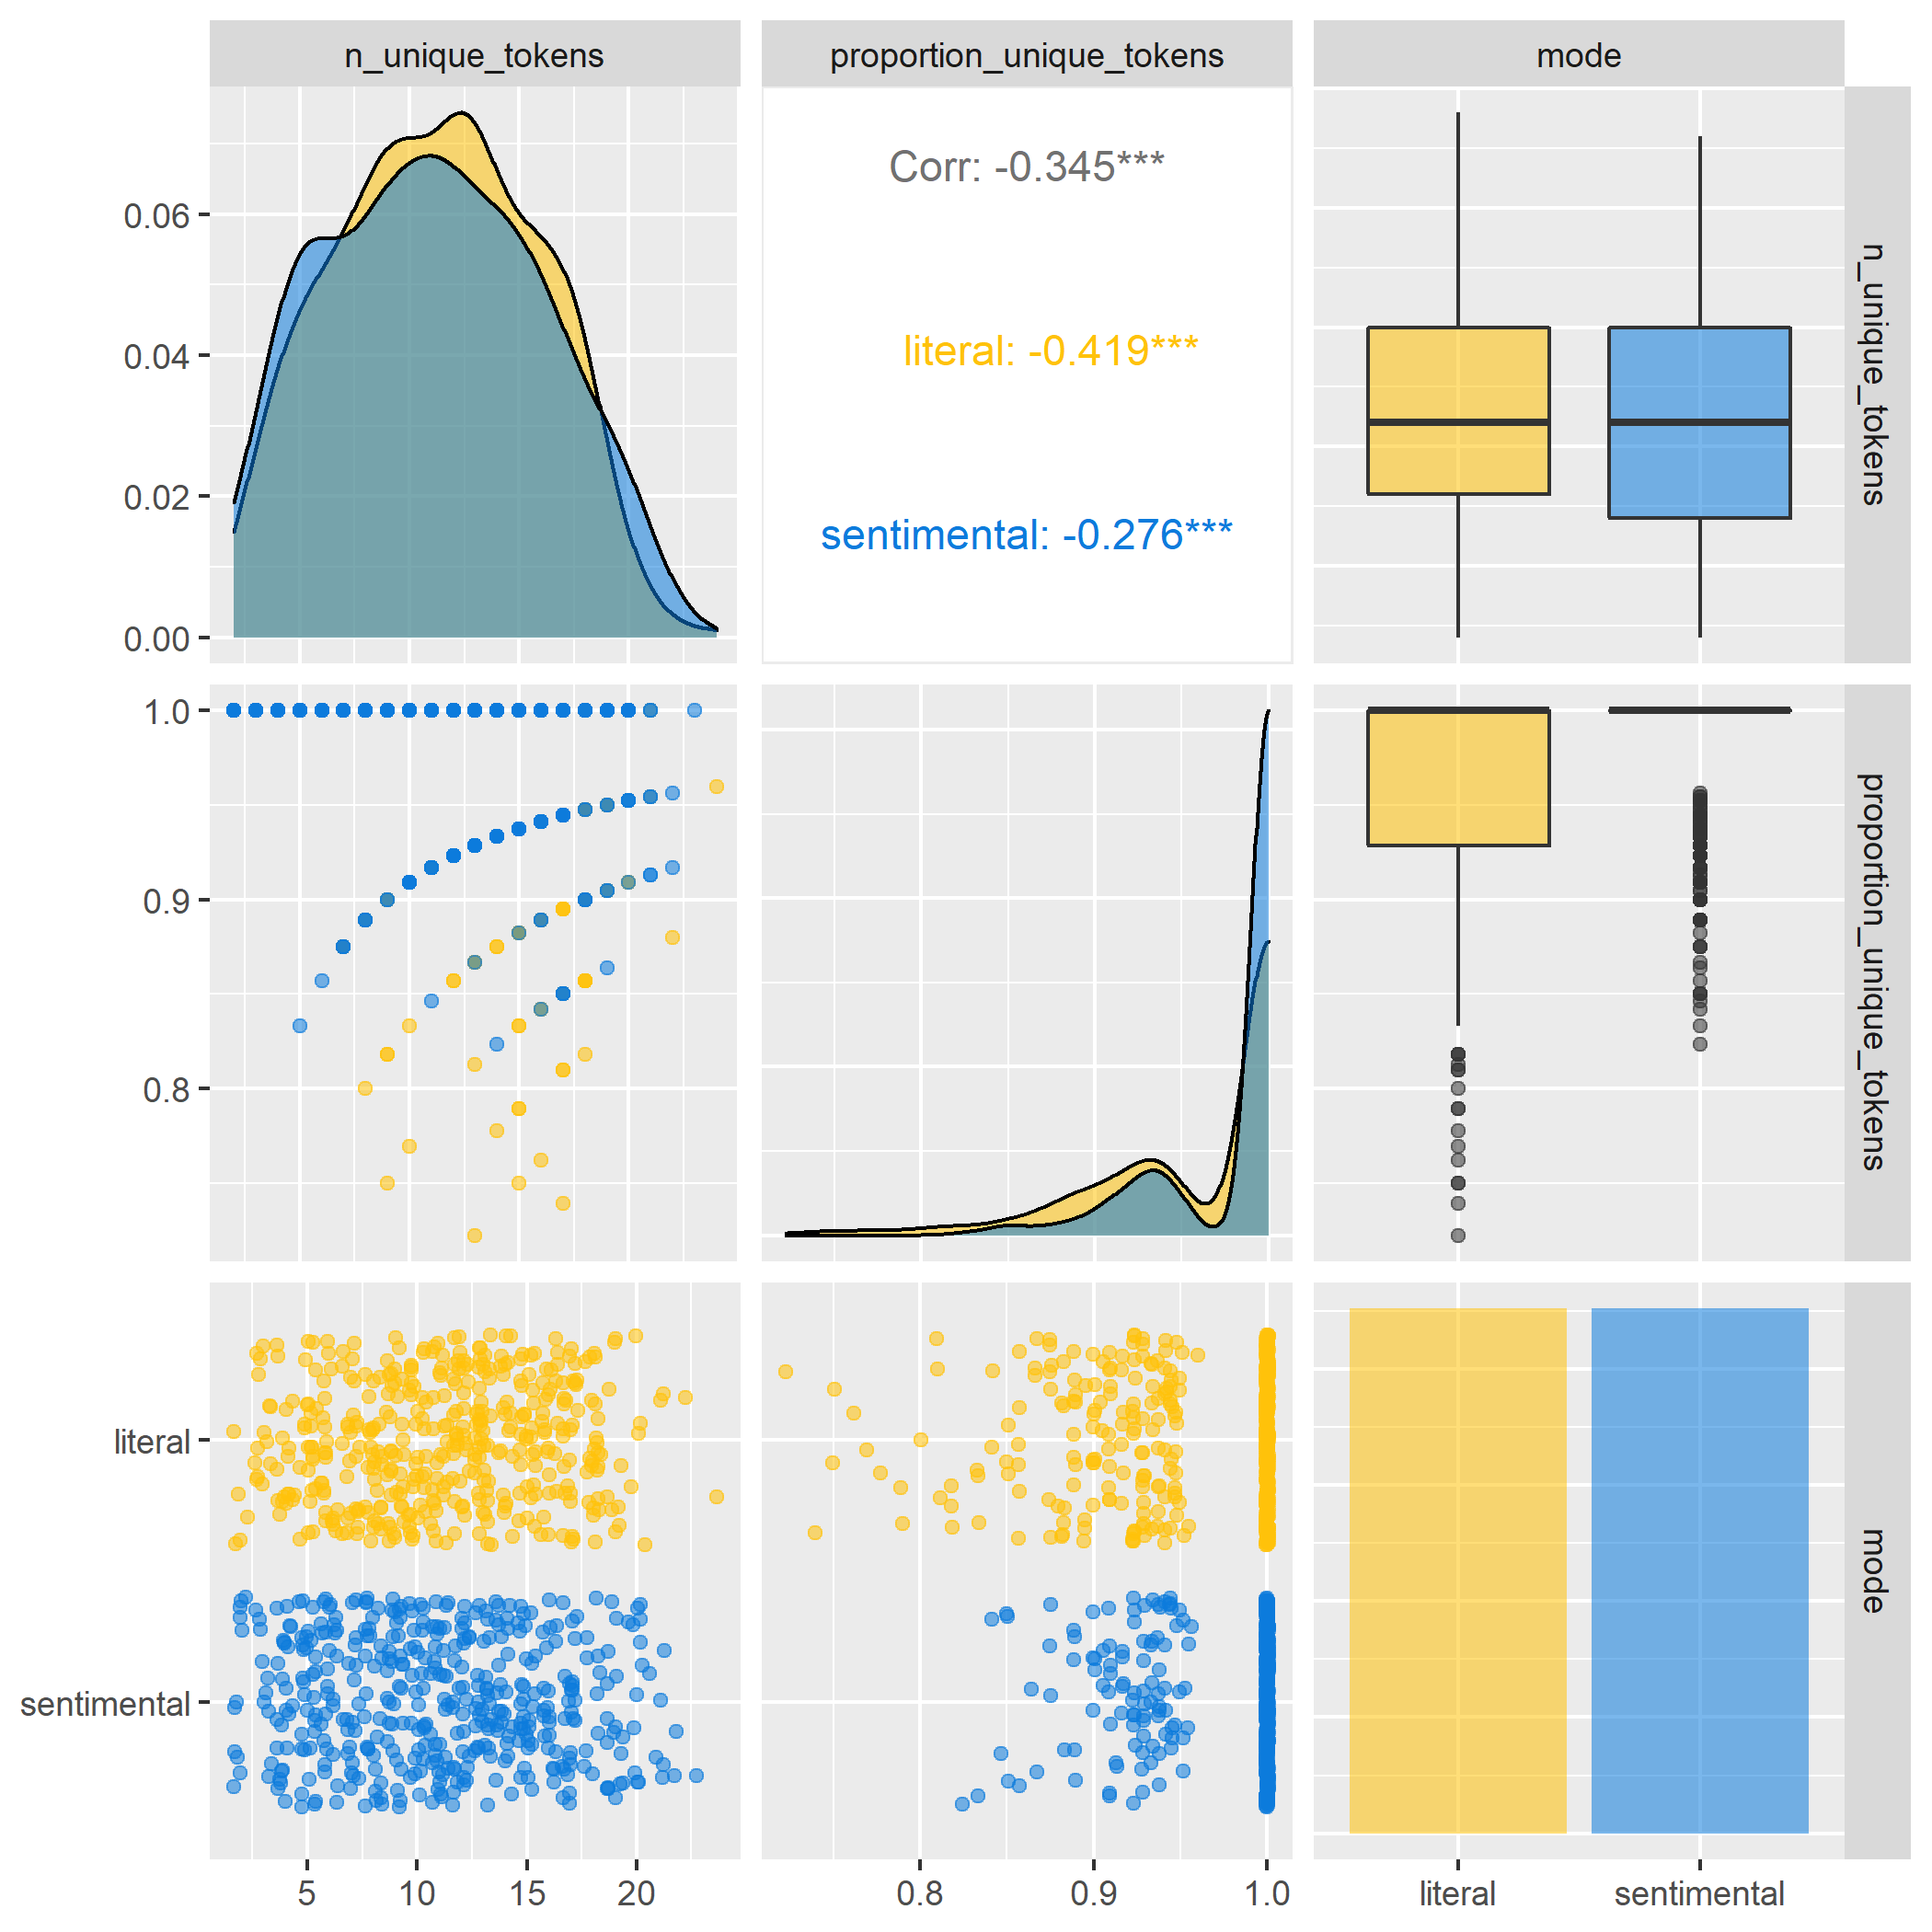 n_unique_tokens
proportion_unique_tokens
mode
0.06
0.04
0.02
0.00
Corr: -0.345***
literal: -0.419***
sentimental: -0.276***
n_unique_tokens
1.0
0.9
0.8
proportion_unique_tokens
literal
sentimental
mode
5 10 15 20
0.8 0.9 1.0
literal sentimental